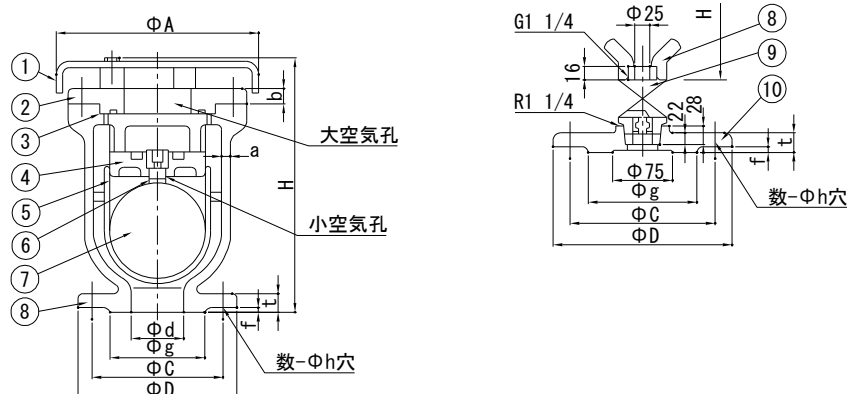 ΦA
1
2
3
4
5
6
7
8
b
大空気孔
a
H
小空気孔
t
f
Φd
Φg
ΦC
ΦD
数-Φh穴
Φ25
H
8
G1 1/4
9
16
10
R1 1/4
22
28
t
f
Φ75
Φg
数-Φh穴
ΦC
ΦD